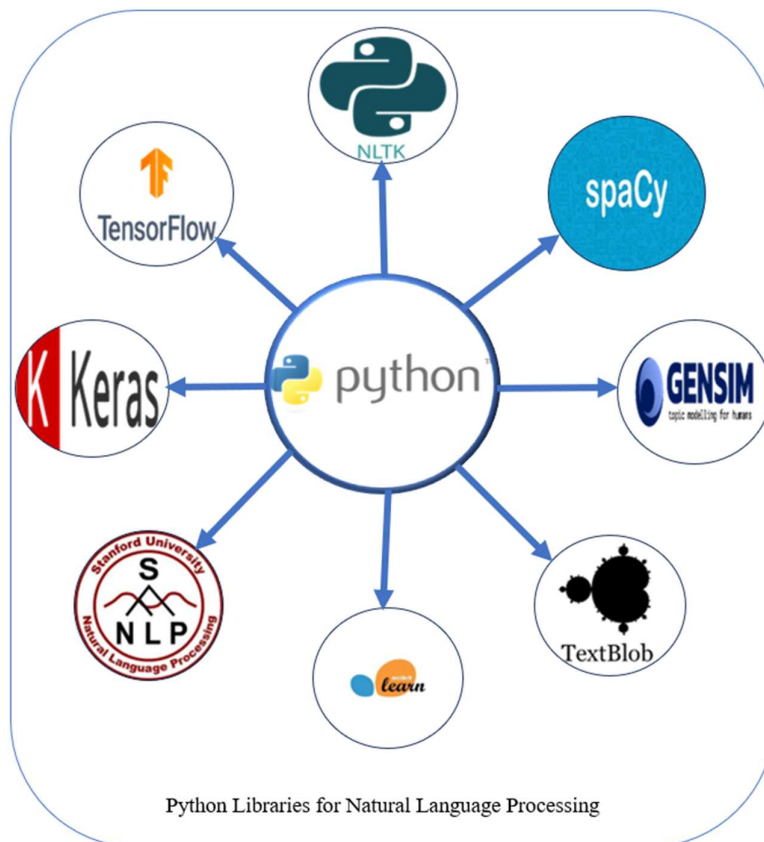 NLTK
TensorFlow
spaCy
K Keras
python
GENSIM
topic modelling for humans
Stanford University
S
NLP
Natural Language Processing
scikit
learn
TextBlob
Python Libraries for Natural Language Processing